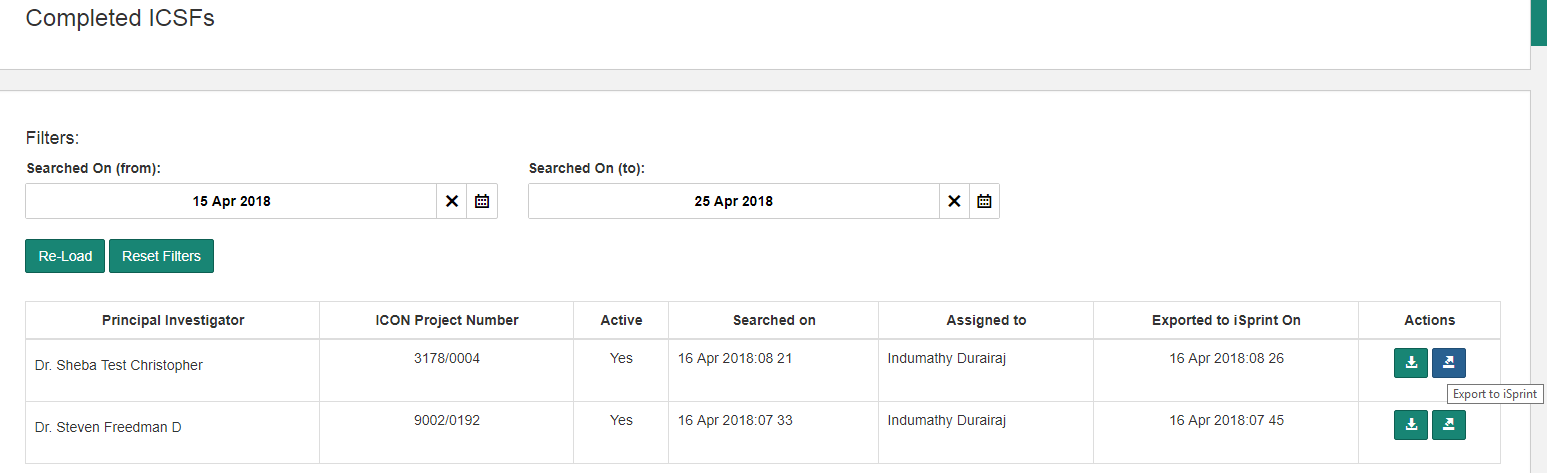 Completed ICSFs
Filters:
Searched On (from): Searched On (to):
15 Apr 2018 25 Apr 2018
Re-Load Reset Filters
Principal Investigator ICON Project Number Active Searched on Assigned to Exported to iSprint On Actions
Dr. Sheba Test Christopher 3178/0004 Yes 16 Apr 2018:08 21 Indumathy Durairaj 16 Apr 2018:08 26
Export to iSprint
Dr. Steven Freedman D 9002/0192 Yes 16 Apr 2018:07 33 Indumathy Durairaj 16 Apr 2018:07 45